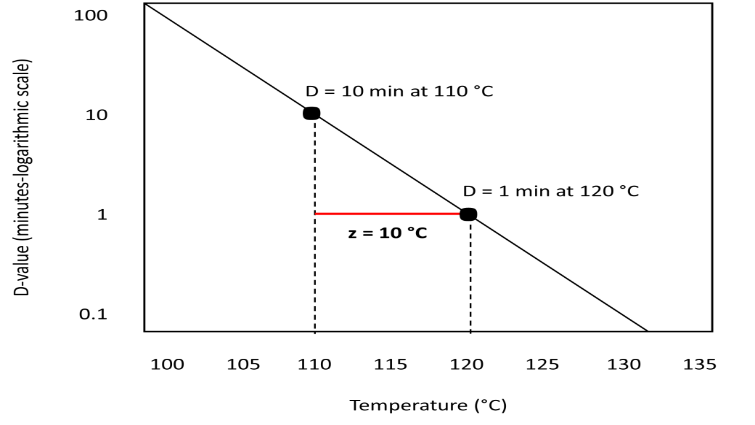 D-value (minutes-logarithmic scale)
100
10
1
0.1
D = 10 min at 110 °C
D = 1 min at 120 °C
z = 10 °C
100 105 110 115 120 125 130 135
Temperature (°C)